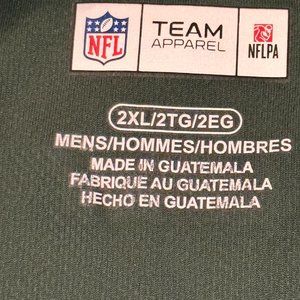 NFL
TEAM
APPAREL
NFLPA
2XL/2TG/2EG
MENS/HOMMES/HOMBRES
MADE IN GUATEMALA
FABRIQUE AU GUATEMALA
HECHO EN GUATEMALA